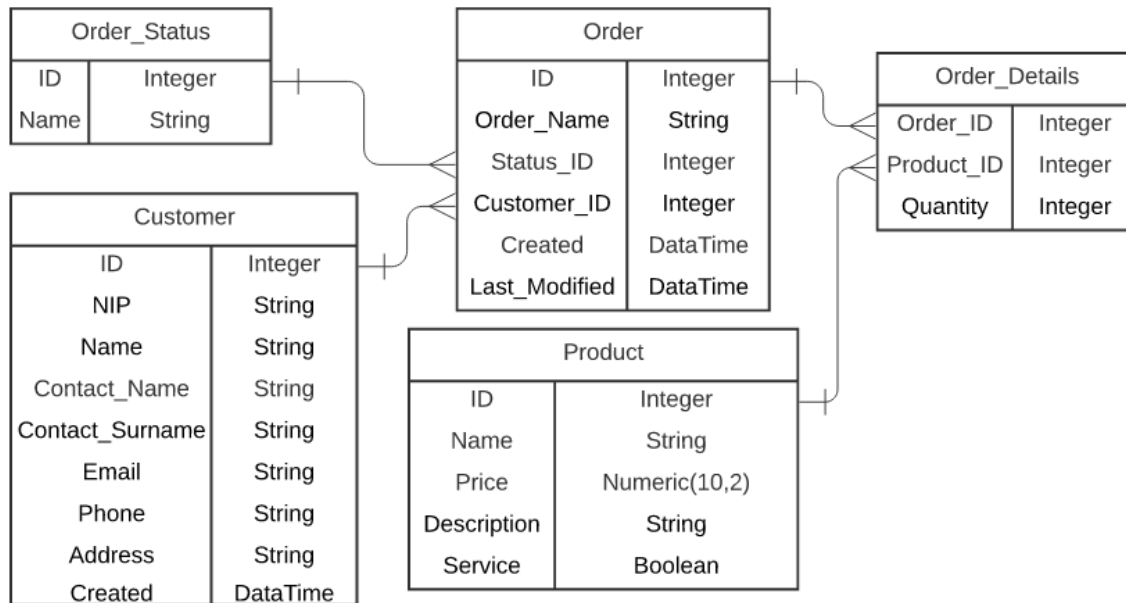 Order_Status
ID Integer
Name String
Customer
ID Integer
NIP String
Name String
Contact_Name String
Contact_Surname String
Email String
Phone String
Address String
Created DataTime
Order
ID Integer
Order_Name String
Status_ID Integer
Customer_ID Integer
Created DataTime
Last_Modified DataTime
Product
ID Integer
Name String
Price Numeric(10,2)
Description String
Service Boolean
Order_Details
Order_ID Integer
Product_ID Integer
Quantity Integer